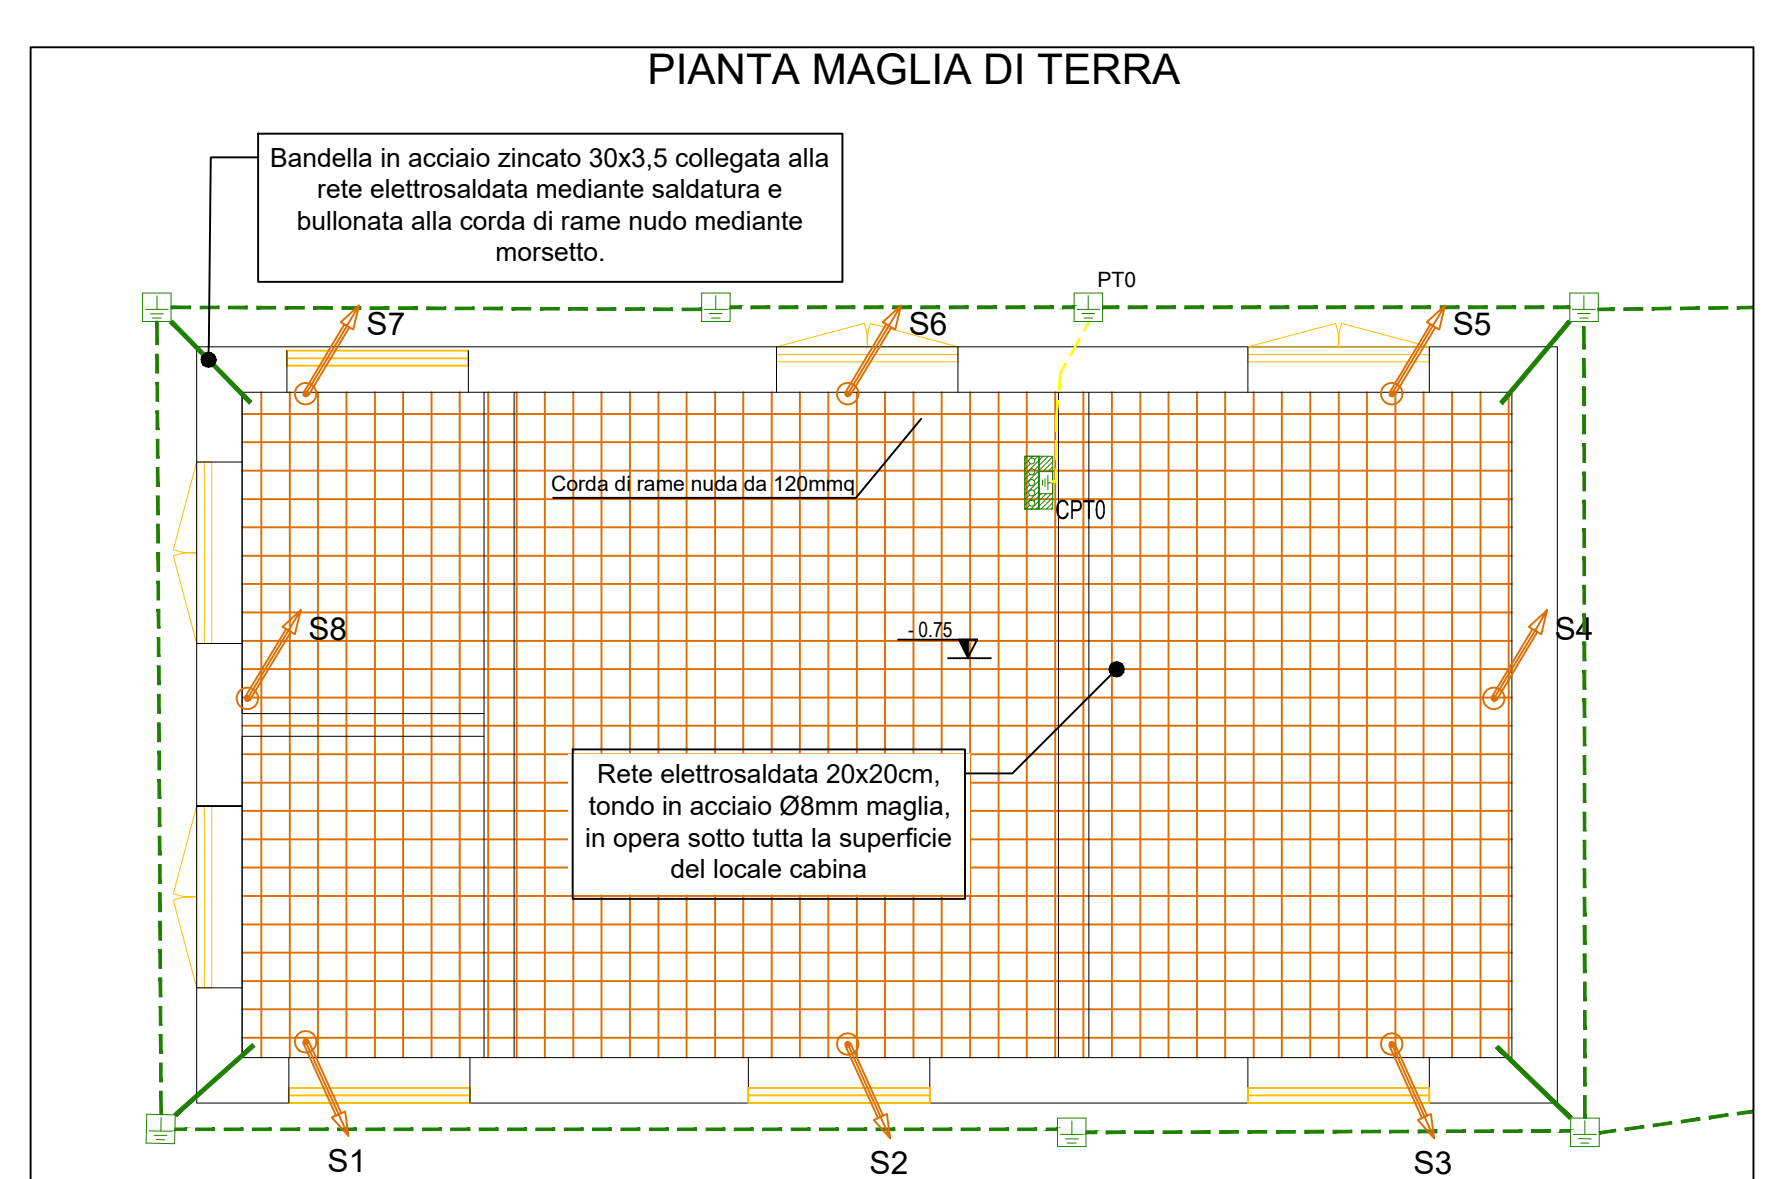 PIANTA MAGLIA DI TERRA
Bandella in acciaio zincato 30x3,5 collegata alla
rete elettrosaldata mediante saldatura e
bullonata alla corda di rame nudo mediante
morsetto.
PT0
S7
S6
S5
Corda di rame nuda da 120mmq
CPT0
S8
- 0.75
S4
Rete elettrosaldata 20x20cm,
tondo in acciaio Ø8mm maglia,
in opera sotto tutta la superficie
del locale cabina
S1
S2
S3